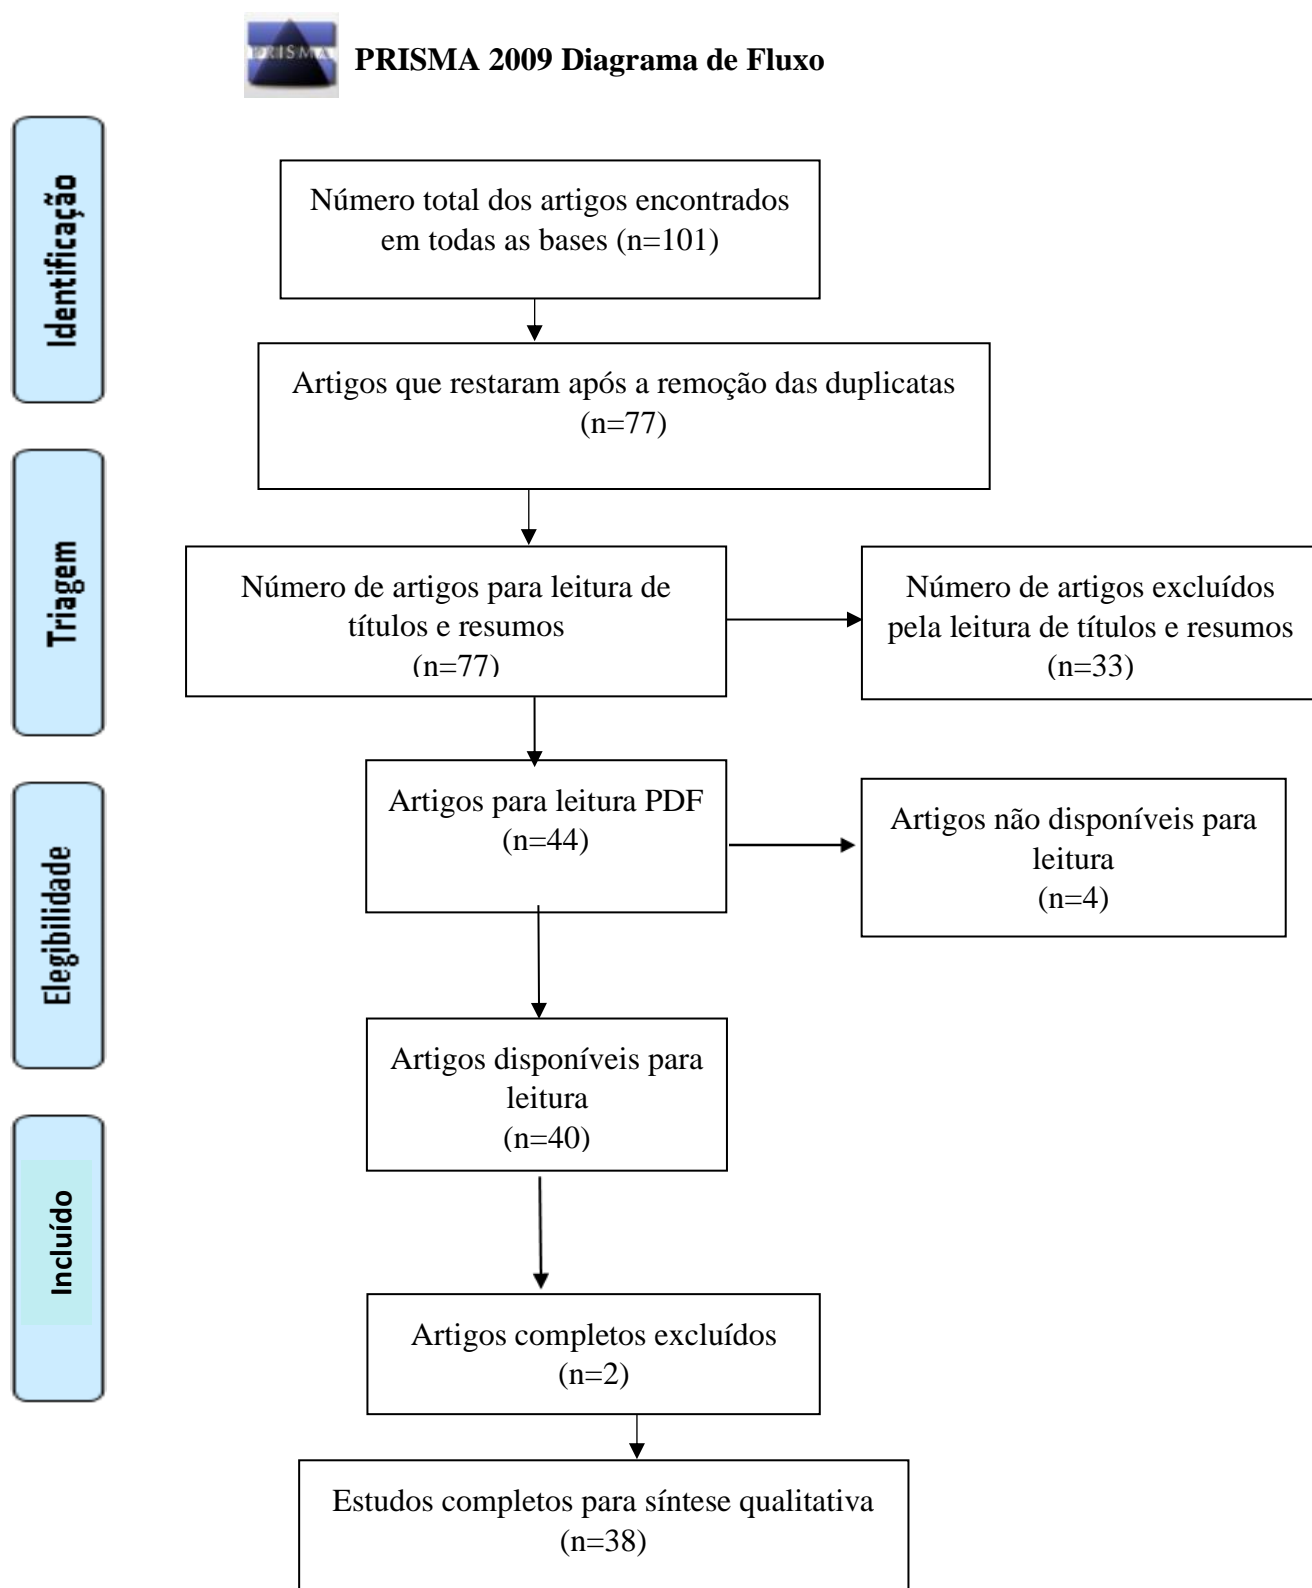 PRISMA
PRISMA 2009 Diagrama de Fluxo
Identificação
Número total dos artigos encontrados
em todas as bases (n=101)
Artigos que restaram após a remoção das duplicatas
(n=77)
Triagem
Número de artigos para leitura de
títulos e resumos
(n=77)
Número de artigos excluídos
pela leitura de títulos e resumos
(n=33)
Elegibilidade
Artigos para leitura PDF
(n=44)
Artigos não disponíveis para
leitura
(n=4)
Artigos disponíveis para
leitura
(n=40)
Incluído
Artigos completos excluídos
(n=2)
Estudos completos para síntese qualitativa
(n=38)